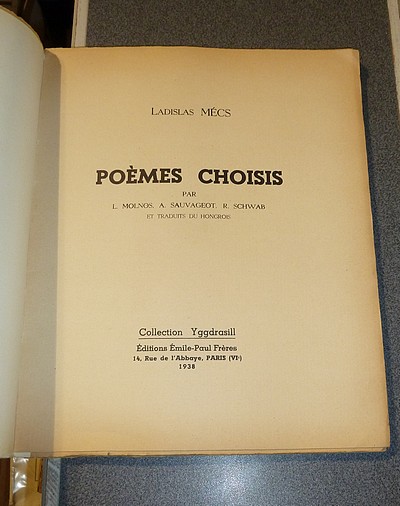 LADISLAS MÉCS
POÈMES CHOISIS
PAR
L. MOLNOS, A. SAUVAGEOT, R. SCHWAB
ET TRADUITS DU HONGROIS
Collection Yggdrasill
Éditions Émile-Paul Frères
14, Rue de l'Abbaye, PARIS (VIᵉ)
1938